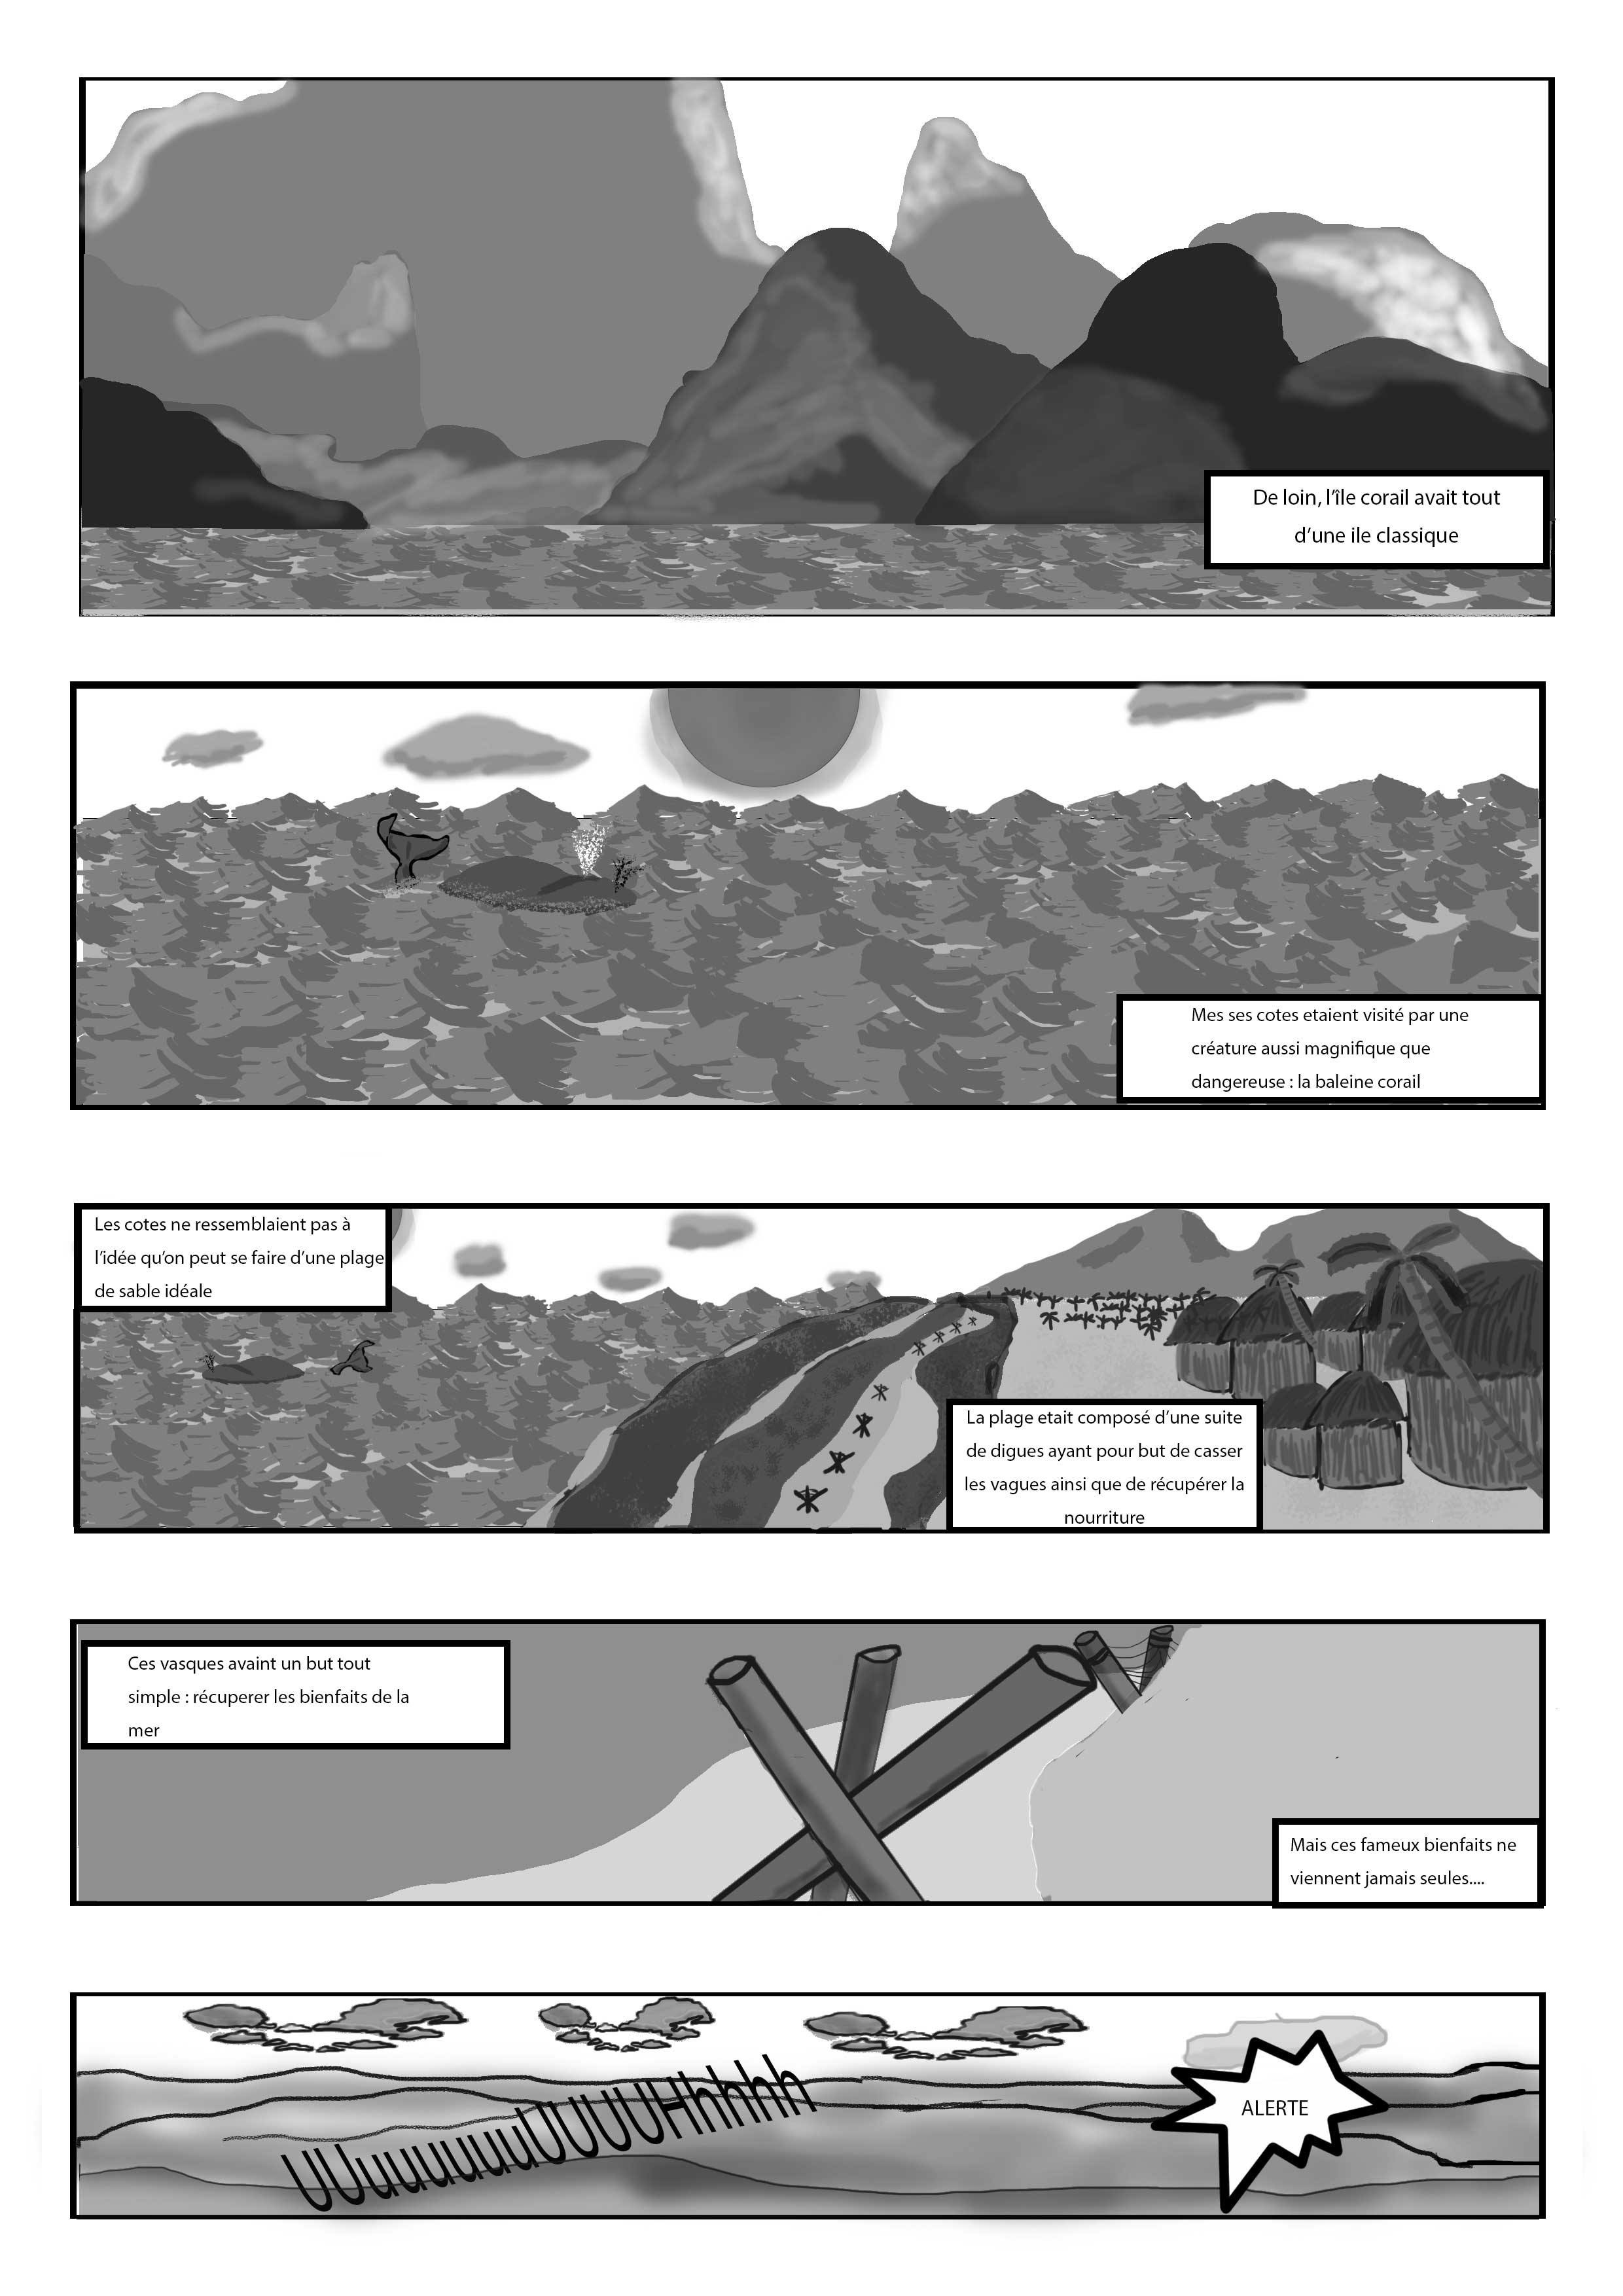 De loin, l’île corail avait tout
d’une ile classique
Mes ses cotes etaient visité par une
créature aussi magnifique que
dangereuse : la baleine corail
Les cotes ne ressemblaient pas à
l’idée qu’on peut se faire d’une plage
de sable idéale
La plage etait composé d’une suite
de digues ayant pour but de casser
les vagues ainsi que de récupérer la
nourriture
Ces vasques avaint un but tout
simple : récuperer les bienfaits de la
mer
Mais ces fameux bienfaits ne
viennent jamais seules....
UUuuuuuuUUUUUHhhhh
ALERTE